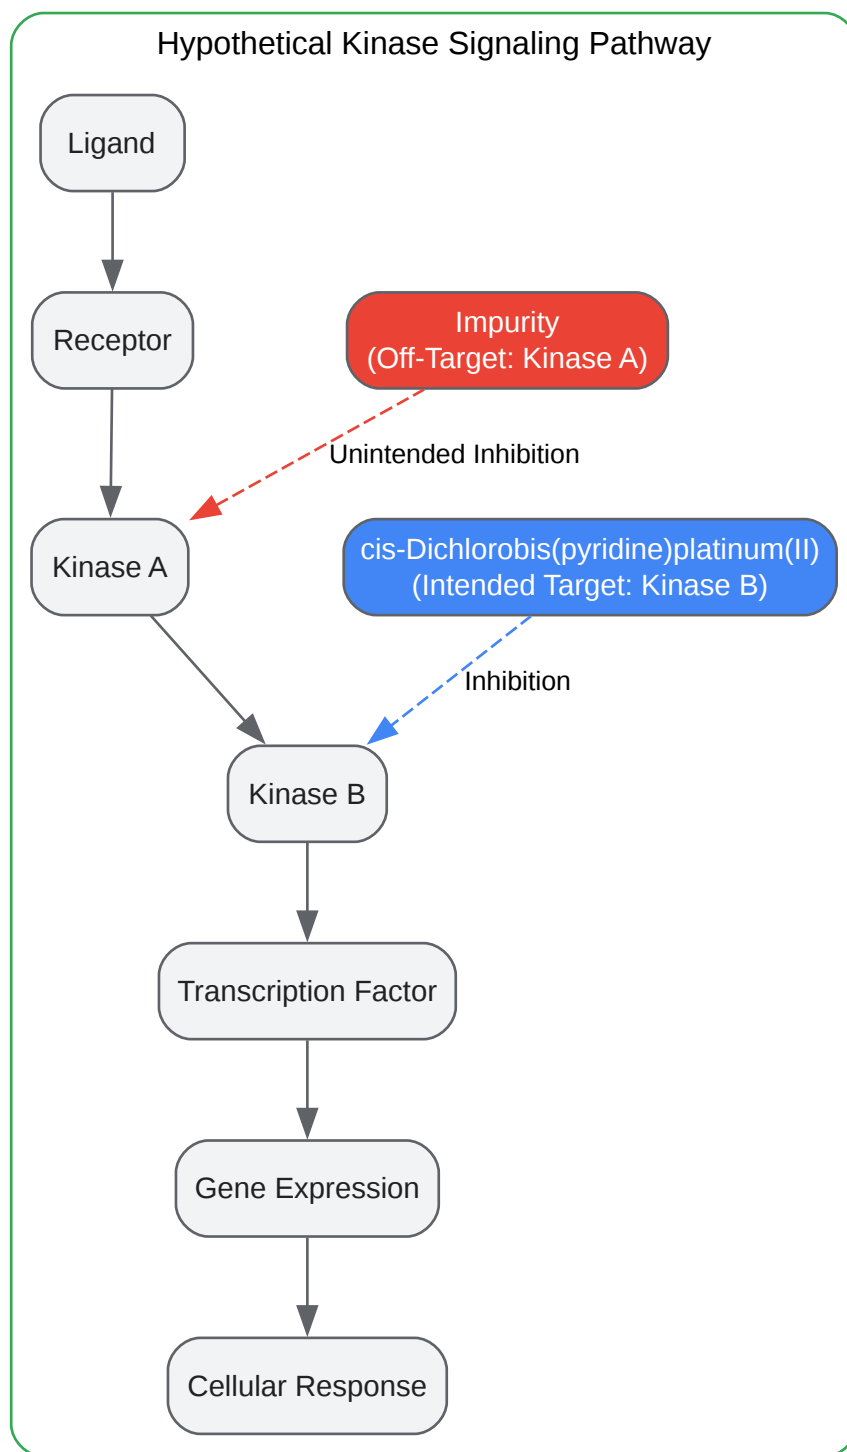 Hypothetical Kinase Signaling Pathway
Ligand
Receptor
Impurity
(Off-Target: Kinase A)
Unintended Inhibition
Kinase A
cis-Dichlorobis(pyridine)platinum(II)
(Intended Target: Kinase B)
Inhibition
Kinase B
Transcription Factor
Gene Expression
Cellular Response